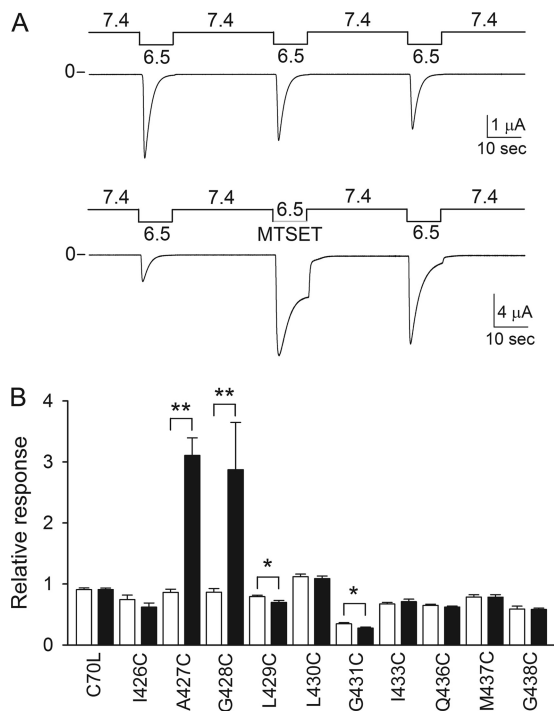 A
7.4 7.4 7.4 7.4
6.5 6.5 6.5
0–
1 μA
10 sec
7.4 7.4 6.5 7.4 7.4
6.5 MTSET 6.5
0–
4 μA
10 sec
B
Relative response
4
3
2
1
0
** ** * *
C70L I426C A427C G428C L429C L430C G431C I433C Q436C M437C G438C